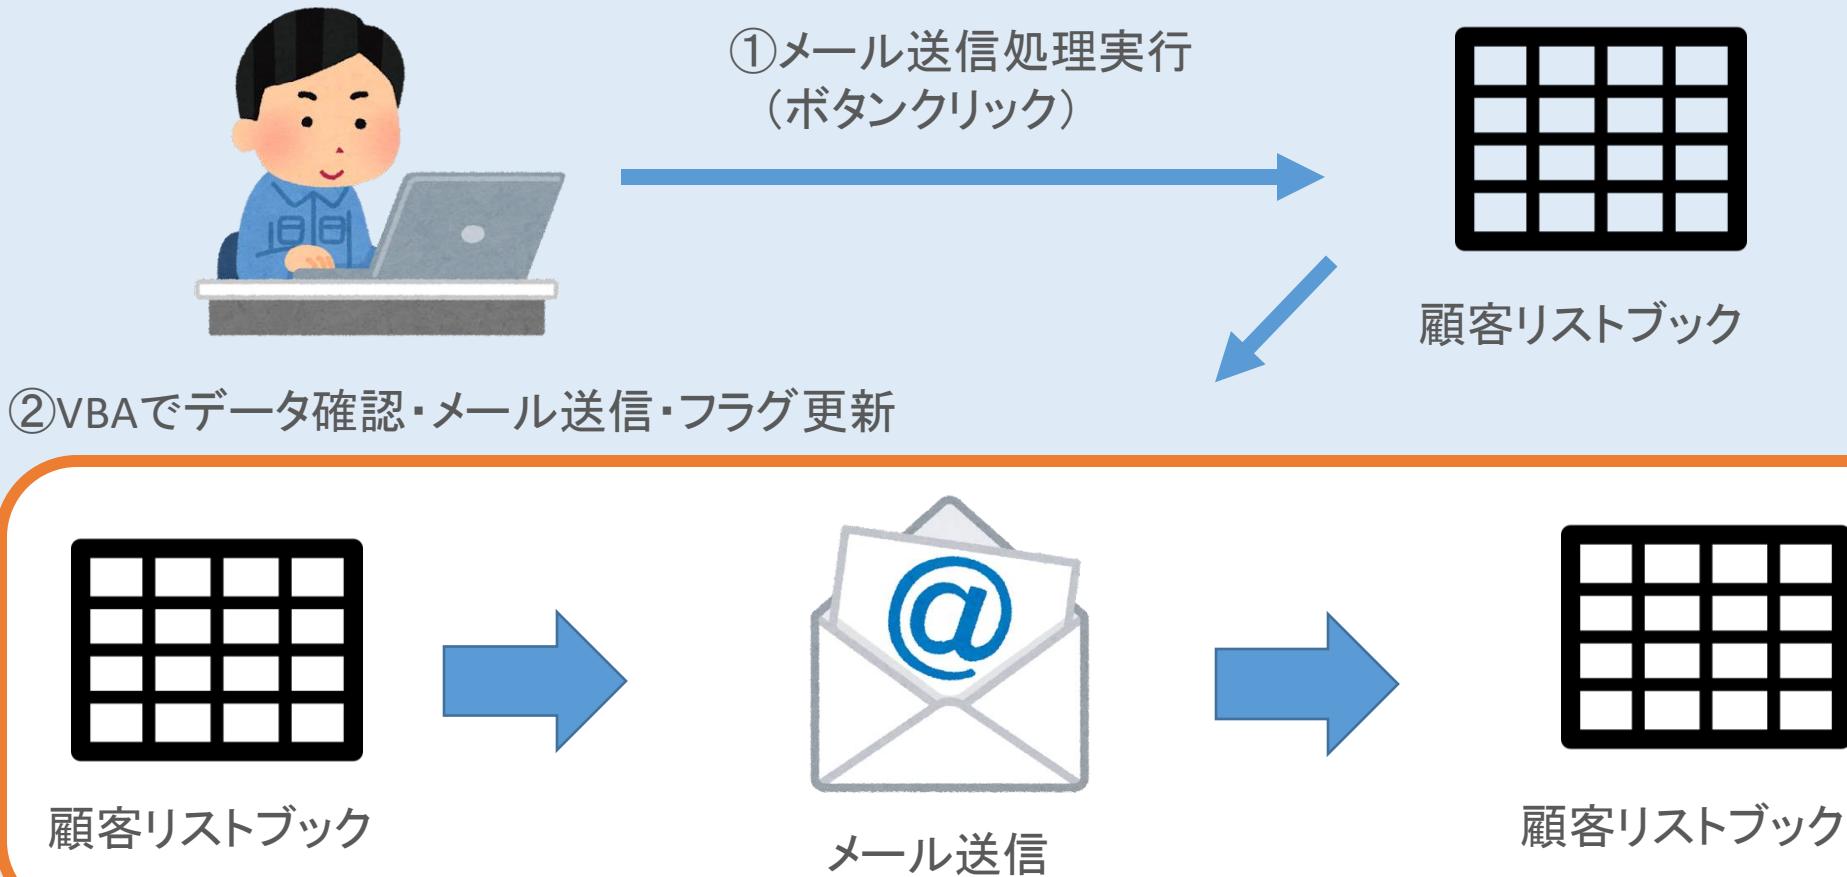 ①メール送信処理実行
（ボタンクリック）
顧客リストブック
②VBAでデータ確認・メール送信・フラグ更新
顧客リストブック
メール送信
顧客リストブック